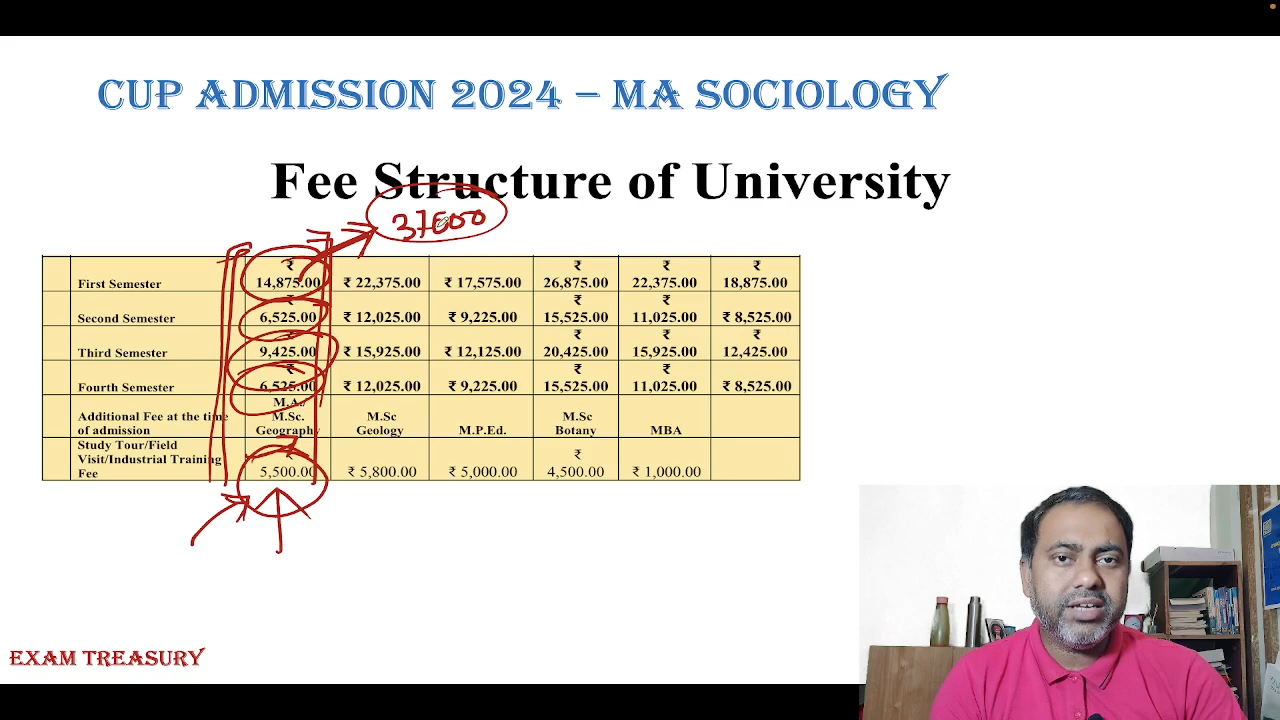 CUP ADMISSION 2024 – MA SOCIOLOGY
Fee Structure of University
37000
First Semester ₹ 14,875.00 ₹ 22,375.00 ₹ 17,575.00 ₹ 26,875.00 ₹ 22,375.00 ₹ 18,875.00
Second Semester ₹ 6,525.00 ₹ 12,025.00 ₹ 9,225.00 ₹ 15,525.00 ₹ 11,025.00 ₹ 8,525.00
Third Semester ₹ 9,425.00 ₹ 15,925.00 ₹ 12,125.00 ₹ 20,425.00 ₹ 15,925.00 ₹ 12,425.00
Fourth Semester ₹ 6,525.00 ₹ 12,025.00 ₹ 9,225.00 ₹ 15,525.00 ₹ 11,025.00 ₹ 8,525.00
Additional Fee at the time of admission M.A./ M.Sc. Geography M.Sc Geology M.P.Ed. M.Sc Botany MBA
Study Tour/Field Visit/Industrial Training Fee ₹ 5,500.00 ₹ 5,800.00 ₹ 5,000.00 ₹ 4,500.00 ₹ 1,000.00
EXAM TREASURY